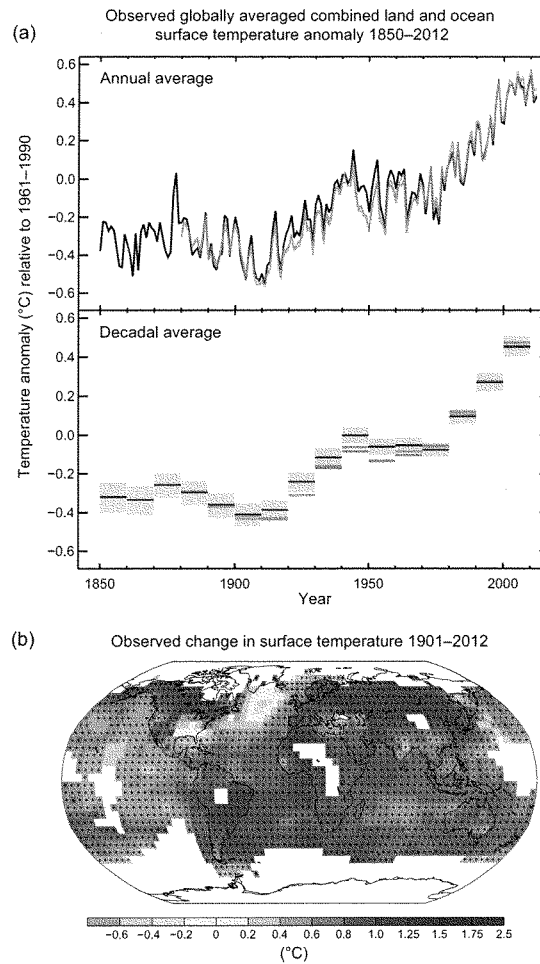 (a)
Observed globally averaged combined land and ocean
surface temperature anomaly 1850–2012
Annual average
0.6
0.4
0.2
0.0
−0.2
−0.4
−0.6
Temperature anomaly (°C) relative to 1961–1990
Decadal average
0.6
0.4
0.2
0.0
−0.2
−0.4
−0.6
1850
1900
1950
2000
Year
(b)
Observed change in surface temperature 1901–2012
−0.6 −0.4 −0.2 0 0.2 0.4 0.6 0.8 1.0 1.25 1.5 1.75 2.5
(°C)